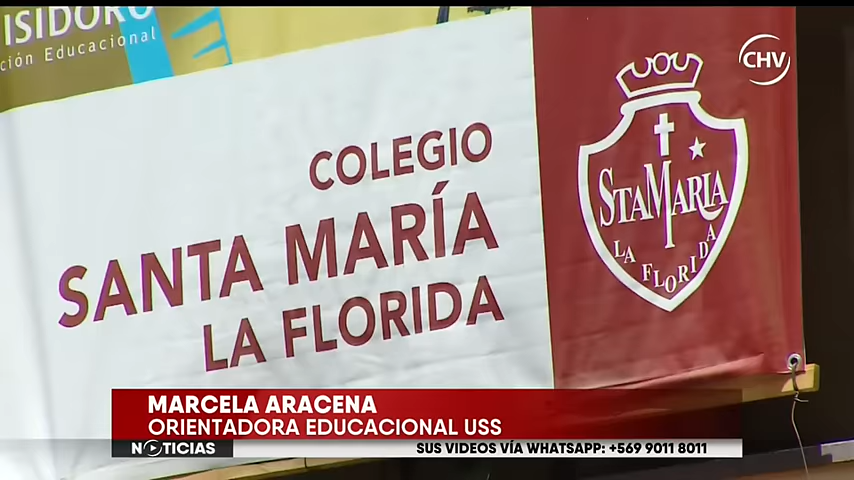 ISIDORO
ción Educacional
CHV
COLEGIO
SANTA MARÍA
LA FLORIDA
STAMARIA
LA FLORIDA
MARCELA ARACENA
ORIENTADORA EDUCACIONAL USS
NOTICIAS
SUS VIDEOS VÍA WHATSAPP: +569 9011 8011